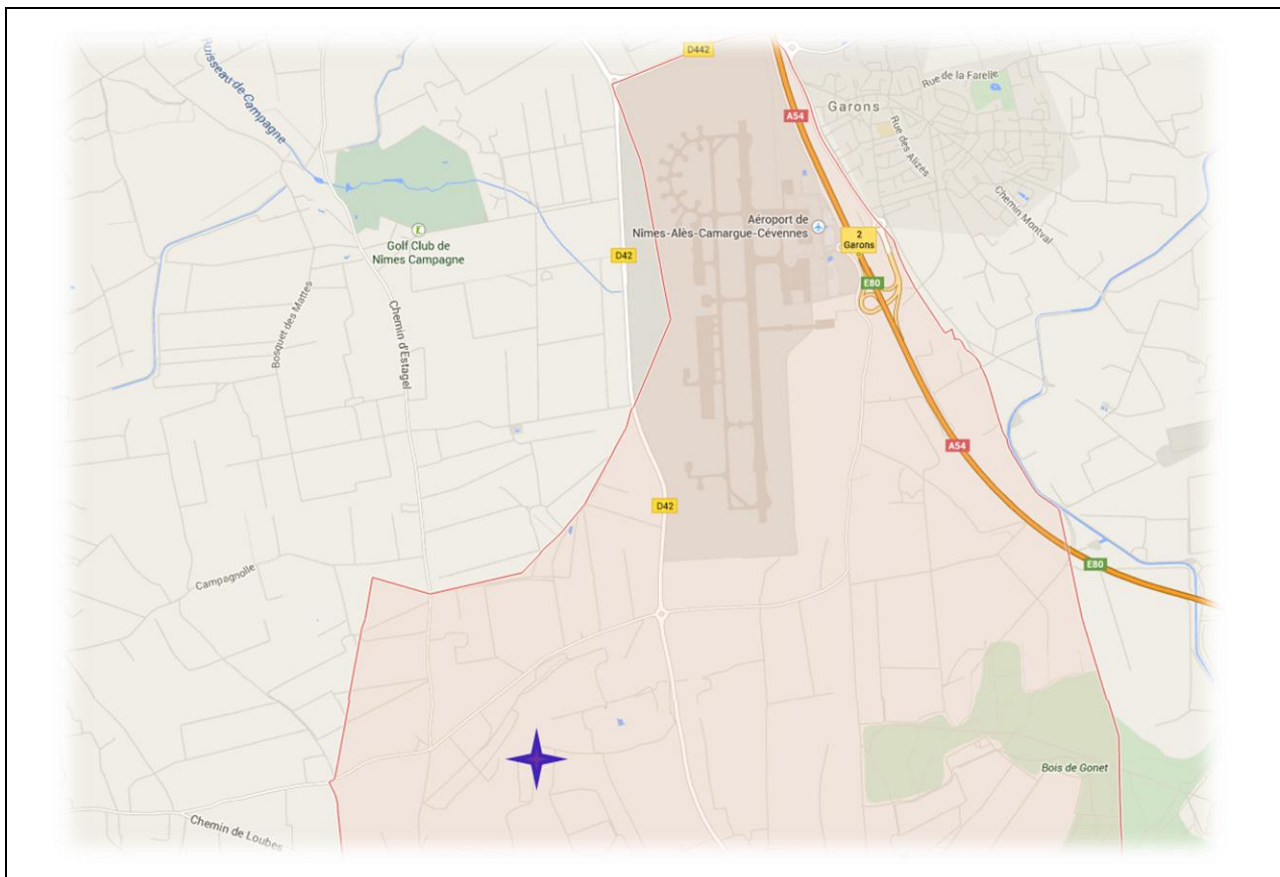 D442
Ruisseau de Campagne
Rue de la Farelle
Garons
A54
Rue des Alizés
Chemin Montval
Aéroport de
Nîmes-Alès-Camargue-Cévennes
Golf Club de
Nîmes Campagne
D42
2
Garons
E80
Bosquet des Mattes
Chemin d'Estagel
A54
D42
Campagnolle
E80
Bois de Gonet
Chemin de Loubes